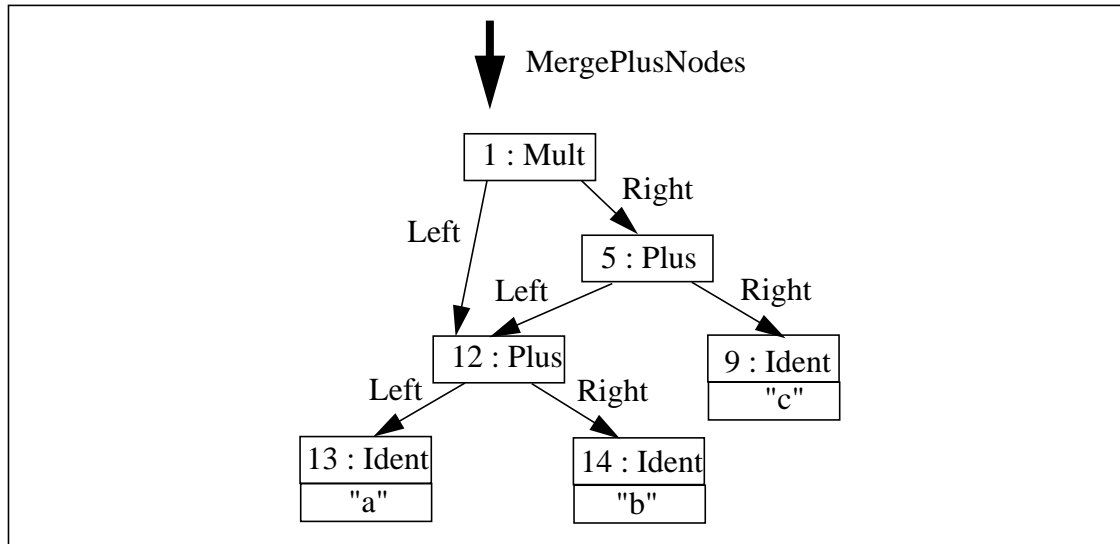 MergePlusNodes
1 : Mult
Right
Left
5 : Plus
Left
Right
12 : Plus
9 : Ident
"c"
Left
Right
13 : Ident
14 : Ident
"a"
"b"